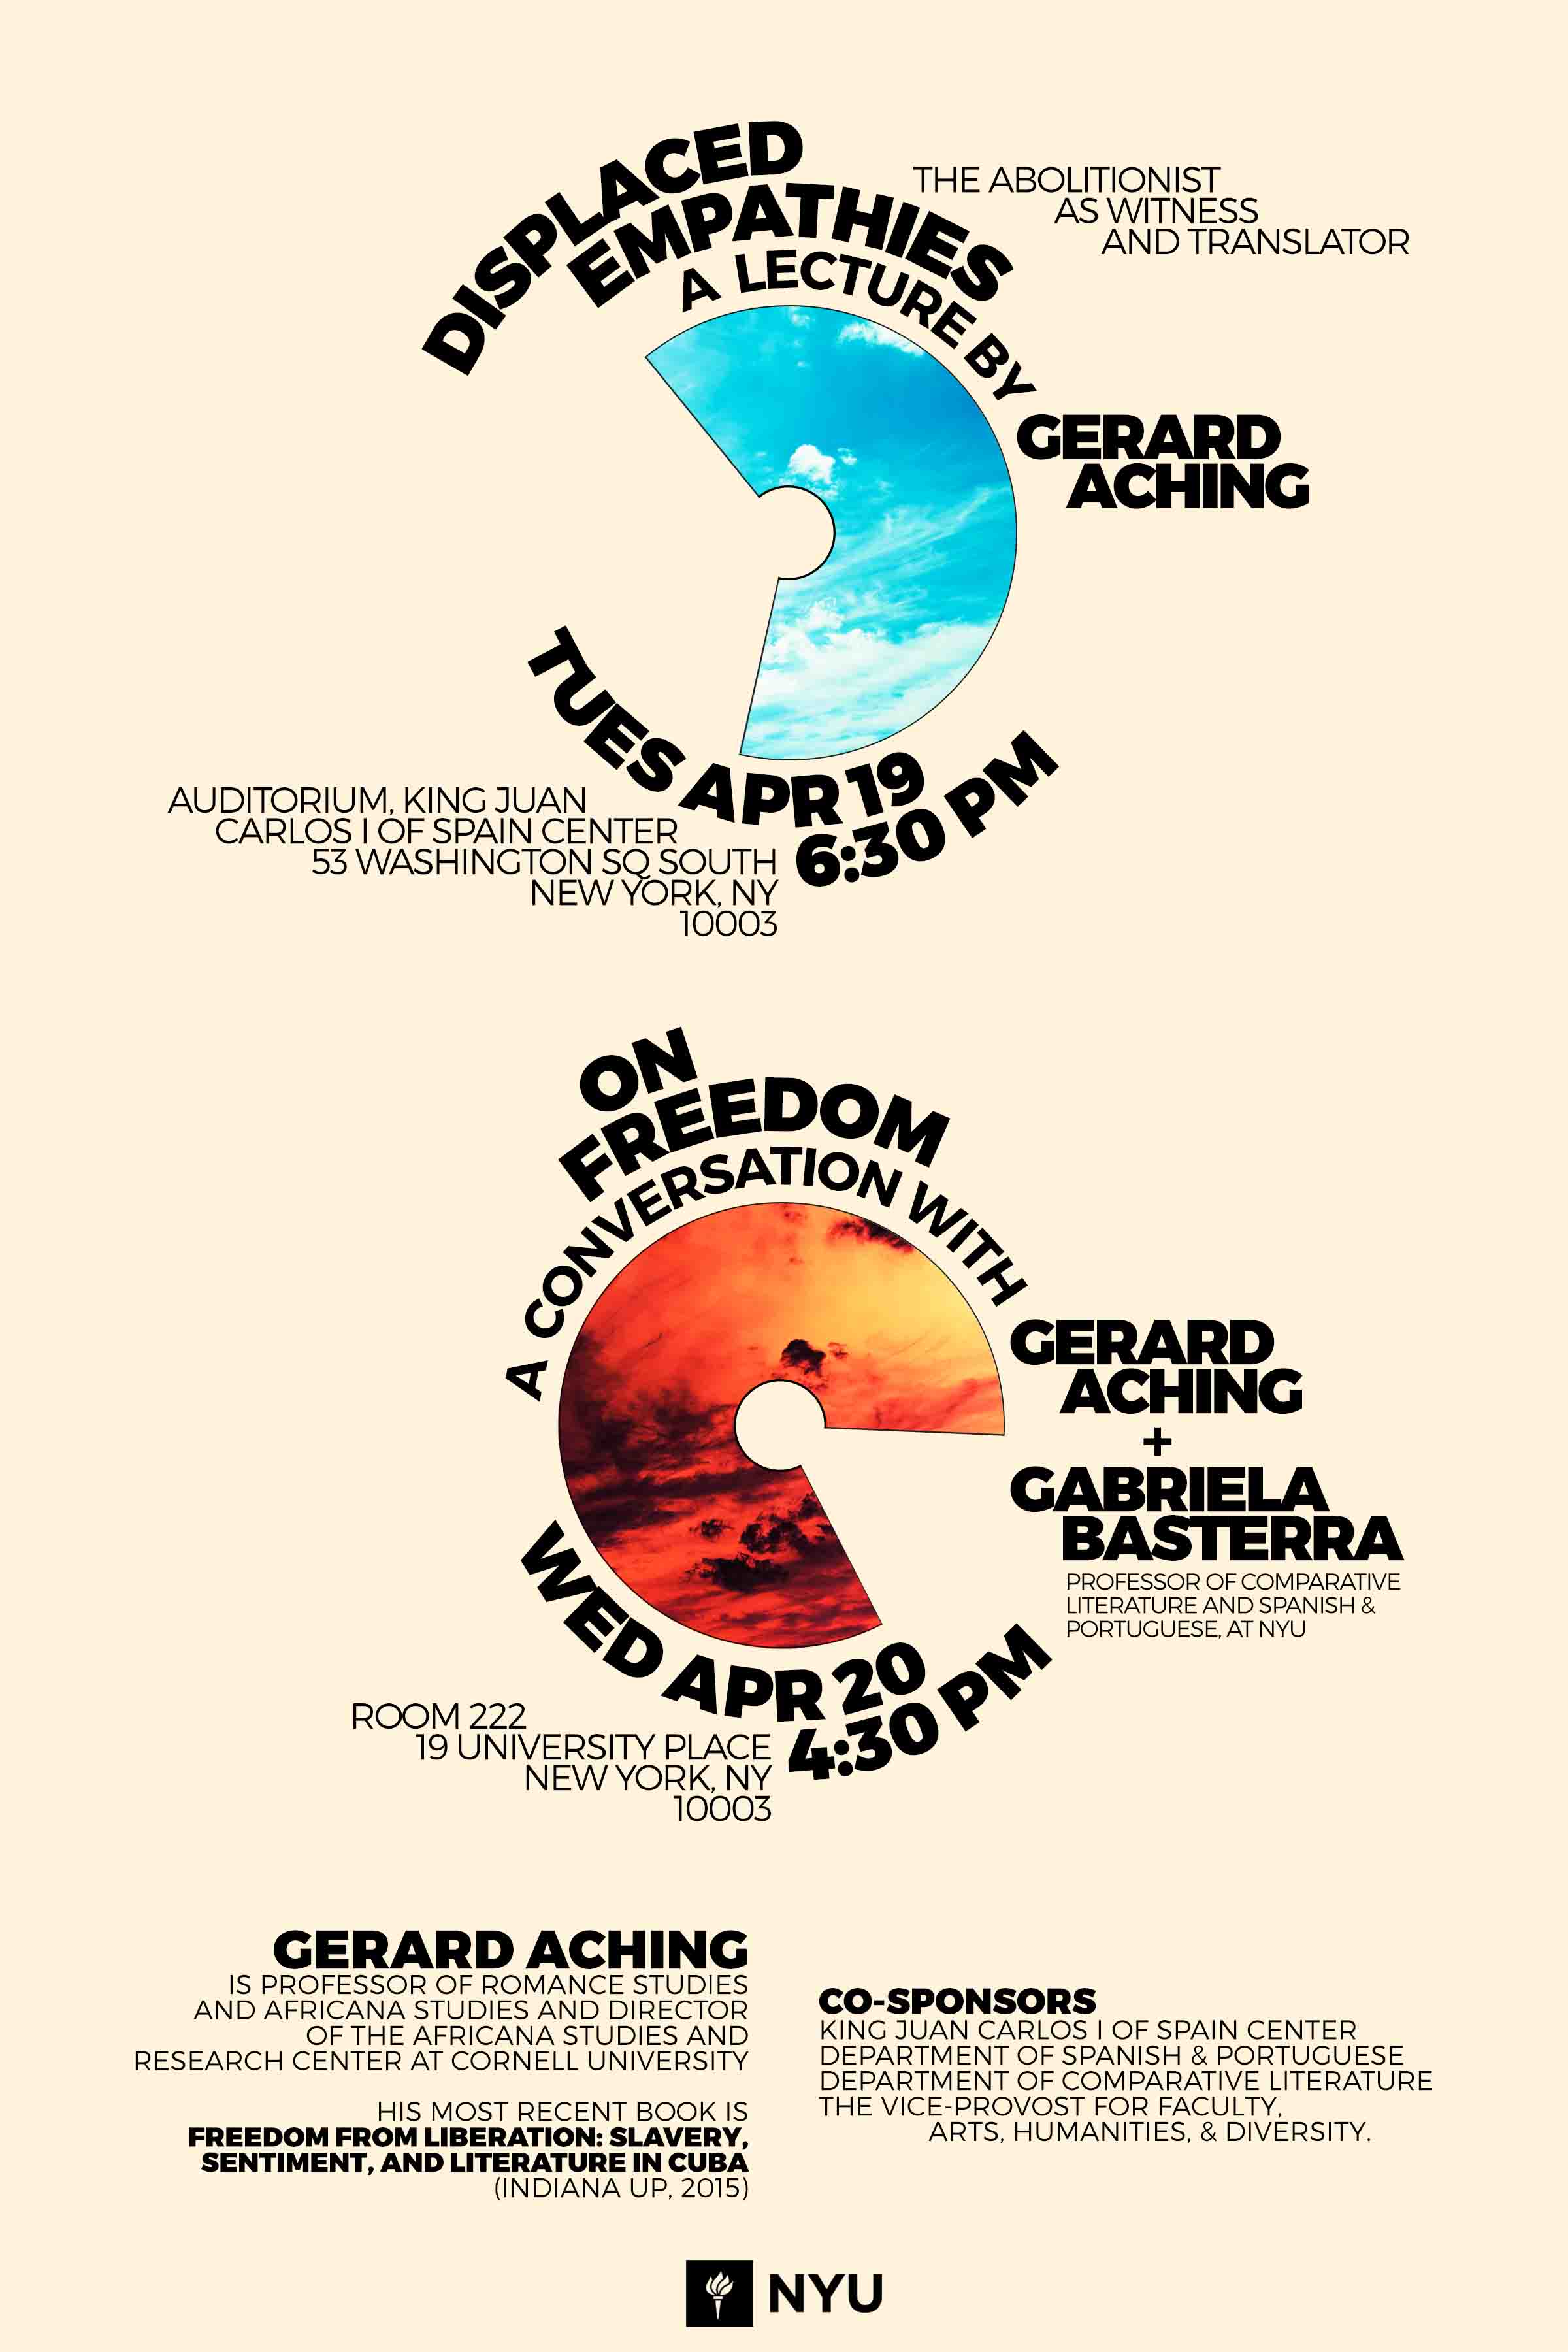 DISPLACED
EMPATHIES
A LECTURE BY
GERARD
ACHING
THE ABOLITIONIST
AS WITNESS
AND TRANSLATOR
TUES APR 19
6:30 PM
AUDITORIUM, KING JUAN
CARLOS I OF SPAIN CENTER
53 WASHINGTON SQ SOUTH
NEW YORK, NY
10003
ON
FREEDOM
A CONVERSATION WITH
GERARD
ACHING
+
GABRIELA
BASTERRA
PROFESSOR OF COMPARATIVE
LITERATURE AND SPANISH &
PORTUGUESE, AT NYU
WED APR 20
4:30 PM
ROOM 222
19 UNIVERSITY PLACE
NEW YORK, NY
10003
GERARD ACHING
IS PROFESSOR OF ROMANCE STUDIES
AND AFRICANA STUDIES AND DIRECTOR
OF THE AFRICANA STUDIES AND
RESEARCH CENTER AT CORNELL UNIVERSITY
HIS MOST RECENT BOOK IS
FREEDOM FROM LIBERATION: SLAVERY,
SENTIMENT, AND LITERATURE IN CUBA
(INDIANA UP, 2015)
CO-SPONSORS
KING JUAN CARLOS I OF SPAIN CENTER
DEPARTMENT OF SPANISH & PORTUGUESE
DEPARTMENT OF COMPARATIVE LITERATURE
THE VICE-PROVOST FOR FACULTY,
ARTS, HUMANITIES, & DIVERSITY.
NYU